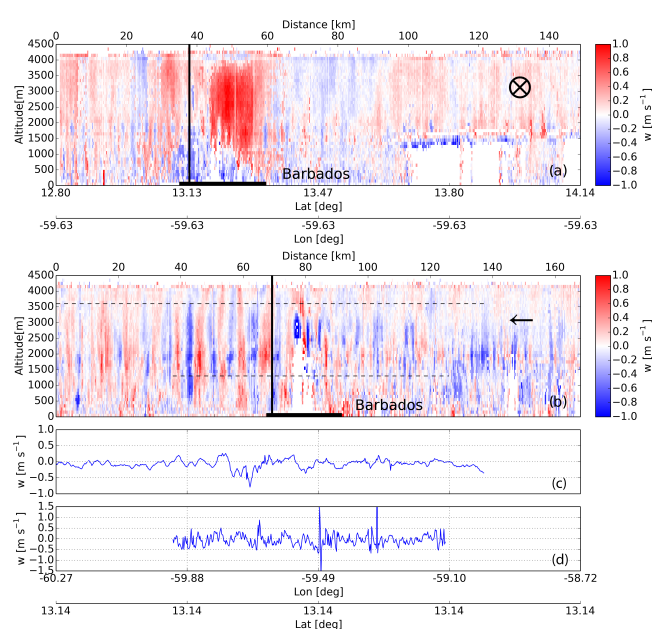 Distance [km]
0 20 40 60 80 100 120 140
4500 4000 3500 3000 2500 2000 1500 1000 500 0
Altitude[m]
Barbados
(a)
1.0 0.8 0.6 0.4 0.2 0.0 −0.2 −0.4 −0.6 −0.8 −1.0
w [m s⁻¹]
12.80 13.13 13.47 13.80 14.14
Lat [deg]
-59.63 -59.63 -59.63 -59.63 -59.63
Lon [deg]
Distance [km]
0 20 40 60 80 100 120 140 160
4500 4000 3500 3000 2500 2000 1500 1000 500 0
Altitude[m]
Barbados
(b)
1.0 0.8 0.6 0.4 0.2 0.0 −0.2 −0.4 −0.6 −0.8 −1.0
w [m s⁻¹]
1.0 0.5 0.0 −0.5 −1.0
w [m s⁻¹]
(c)
1.5 1.0 0.5 0.0 −0.5 −1.0 −1.5
w [m s⁻¹]
(d)
-60.27 -59.88 -59.49 -59.10 -58.72
Lon [deg]
13.14 13.14 13.14 13.14 13.14
Lat [deg]